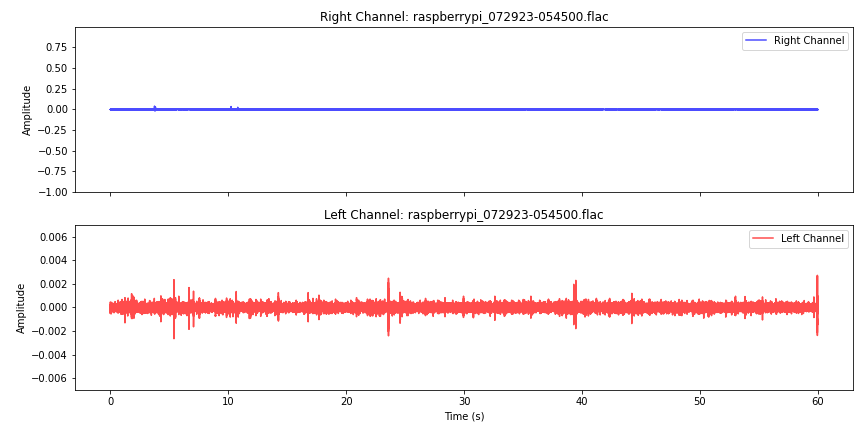 Right Channel: raspberrypi_072923-054500.flac
Right Channel
0.75
0.50
0.25
0.00
−0.25
−0.50
−0.75
−1.00
Amplitude
Left Channel: raspberrypi_072923-054500.flac
Left Channel
0.006
0.004
0.002
0.000
−0.002
−0.004
−0.006
Amplitude
0 10 20 30 40 50 60
Time (s)